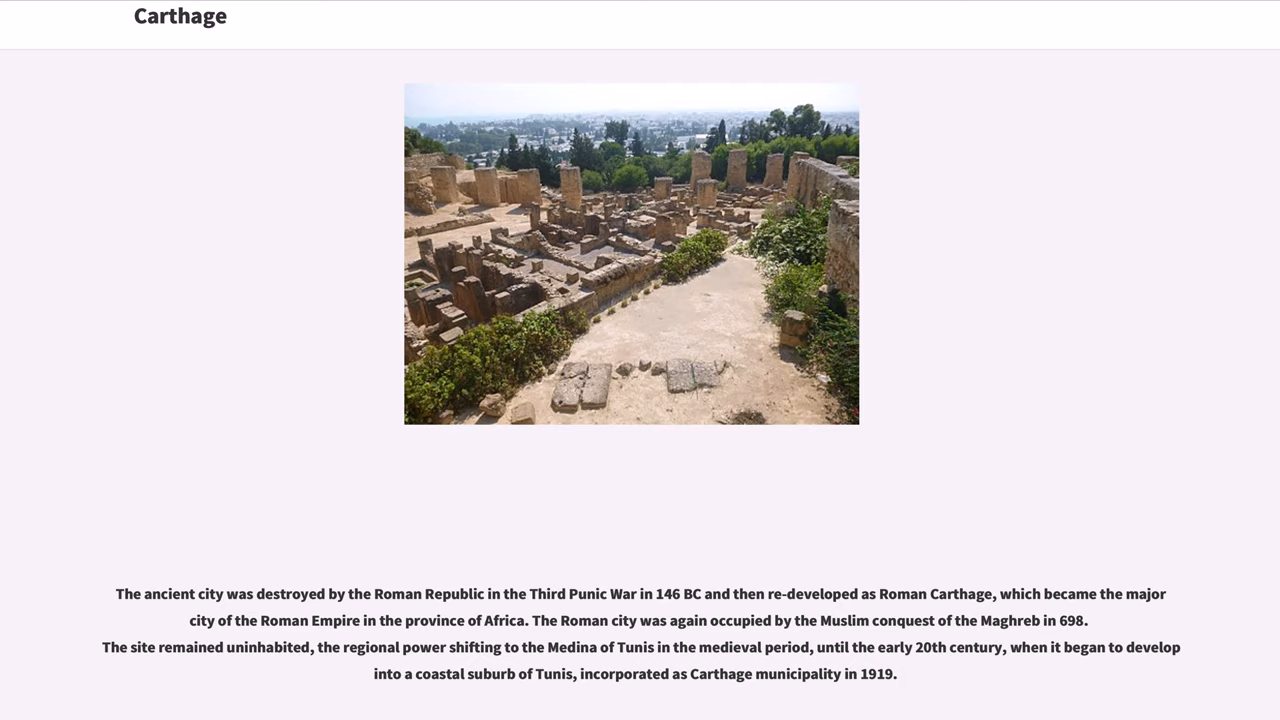 Carthage
The ancient city was destroyed by the Roman Republic in the Third Punic War in 146 BC and then re-developed as Roman Carthage, which became the major
city of the Roman Empire in the province of Africa. The Roman city was again occupied by the Muslim conquest of the Maghreb in 698.
The site remained uninhabited, the regional power shifting to the Medina of Tunis in the medieval period, until the early 20th century, when it began to develop
into a coastal suburb of Tunis, incorporated as Carthage municipality in 1919.